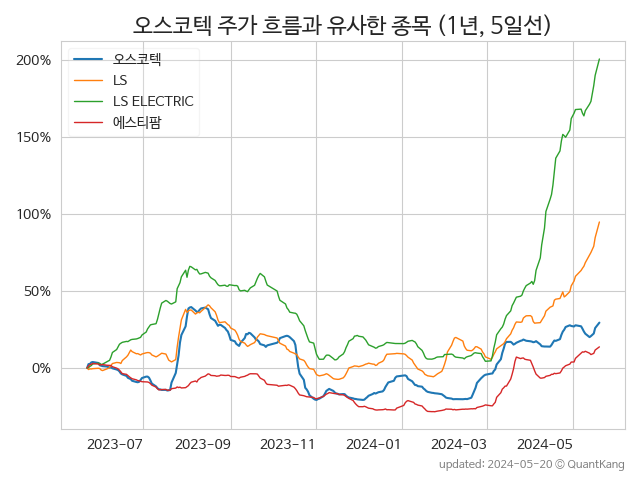 오스코텍 주가 흐름과 유사한 종목 (1년, 5일선)
오스코텍
LS
LS ELECTRIC
에스티팜
200%
150%
100%
50%
0%
2023-07
2023-09
2023-11
2024-01
2024-03
2024-05
updated: 2024-05-20 © QuantKang